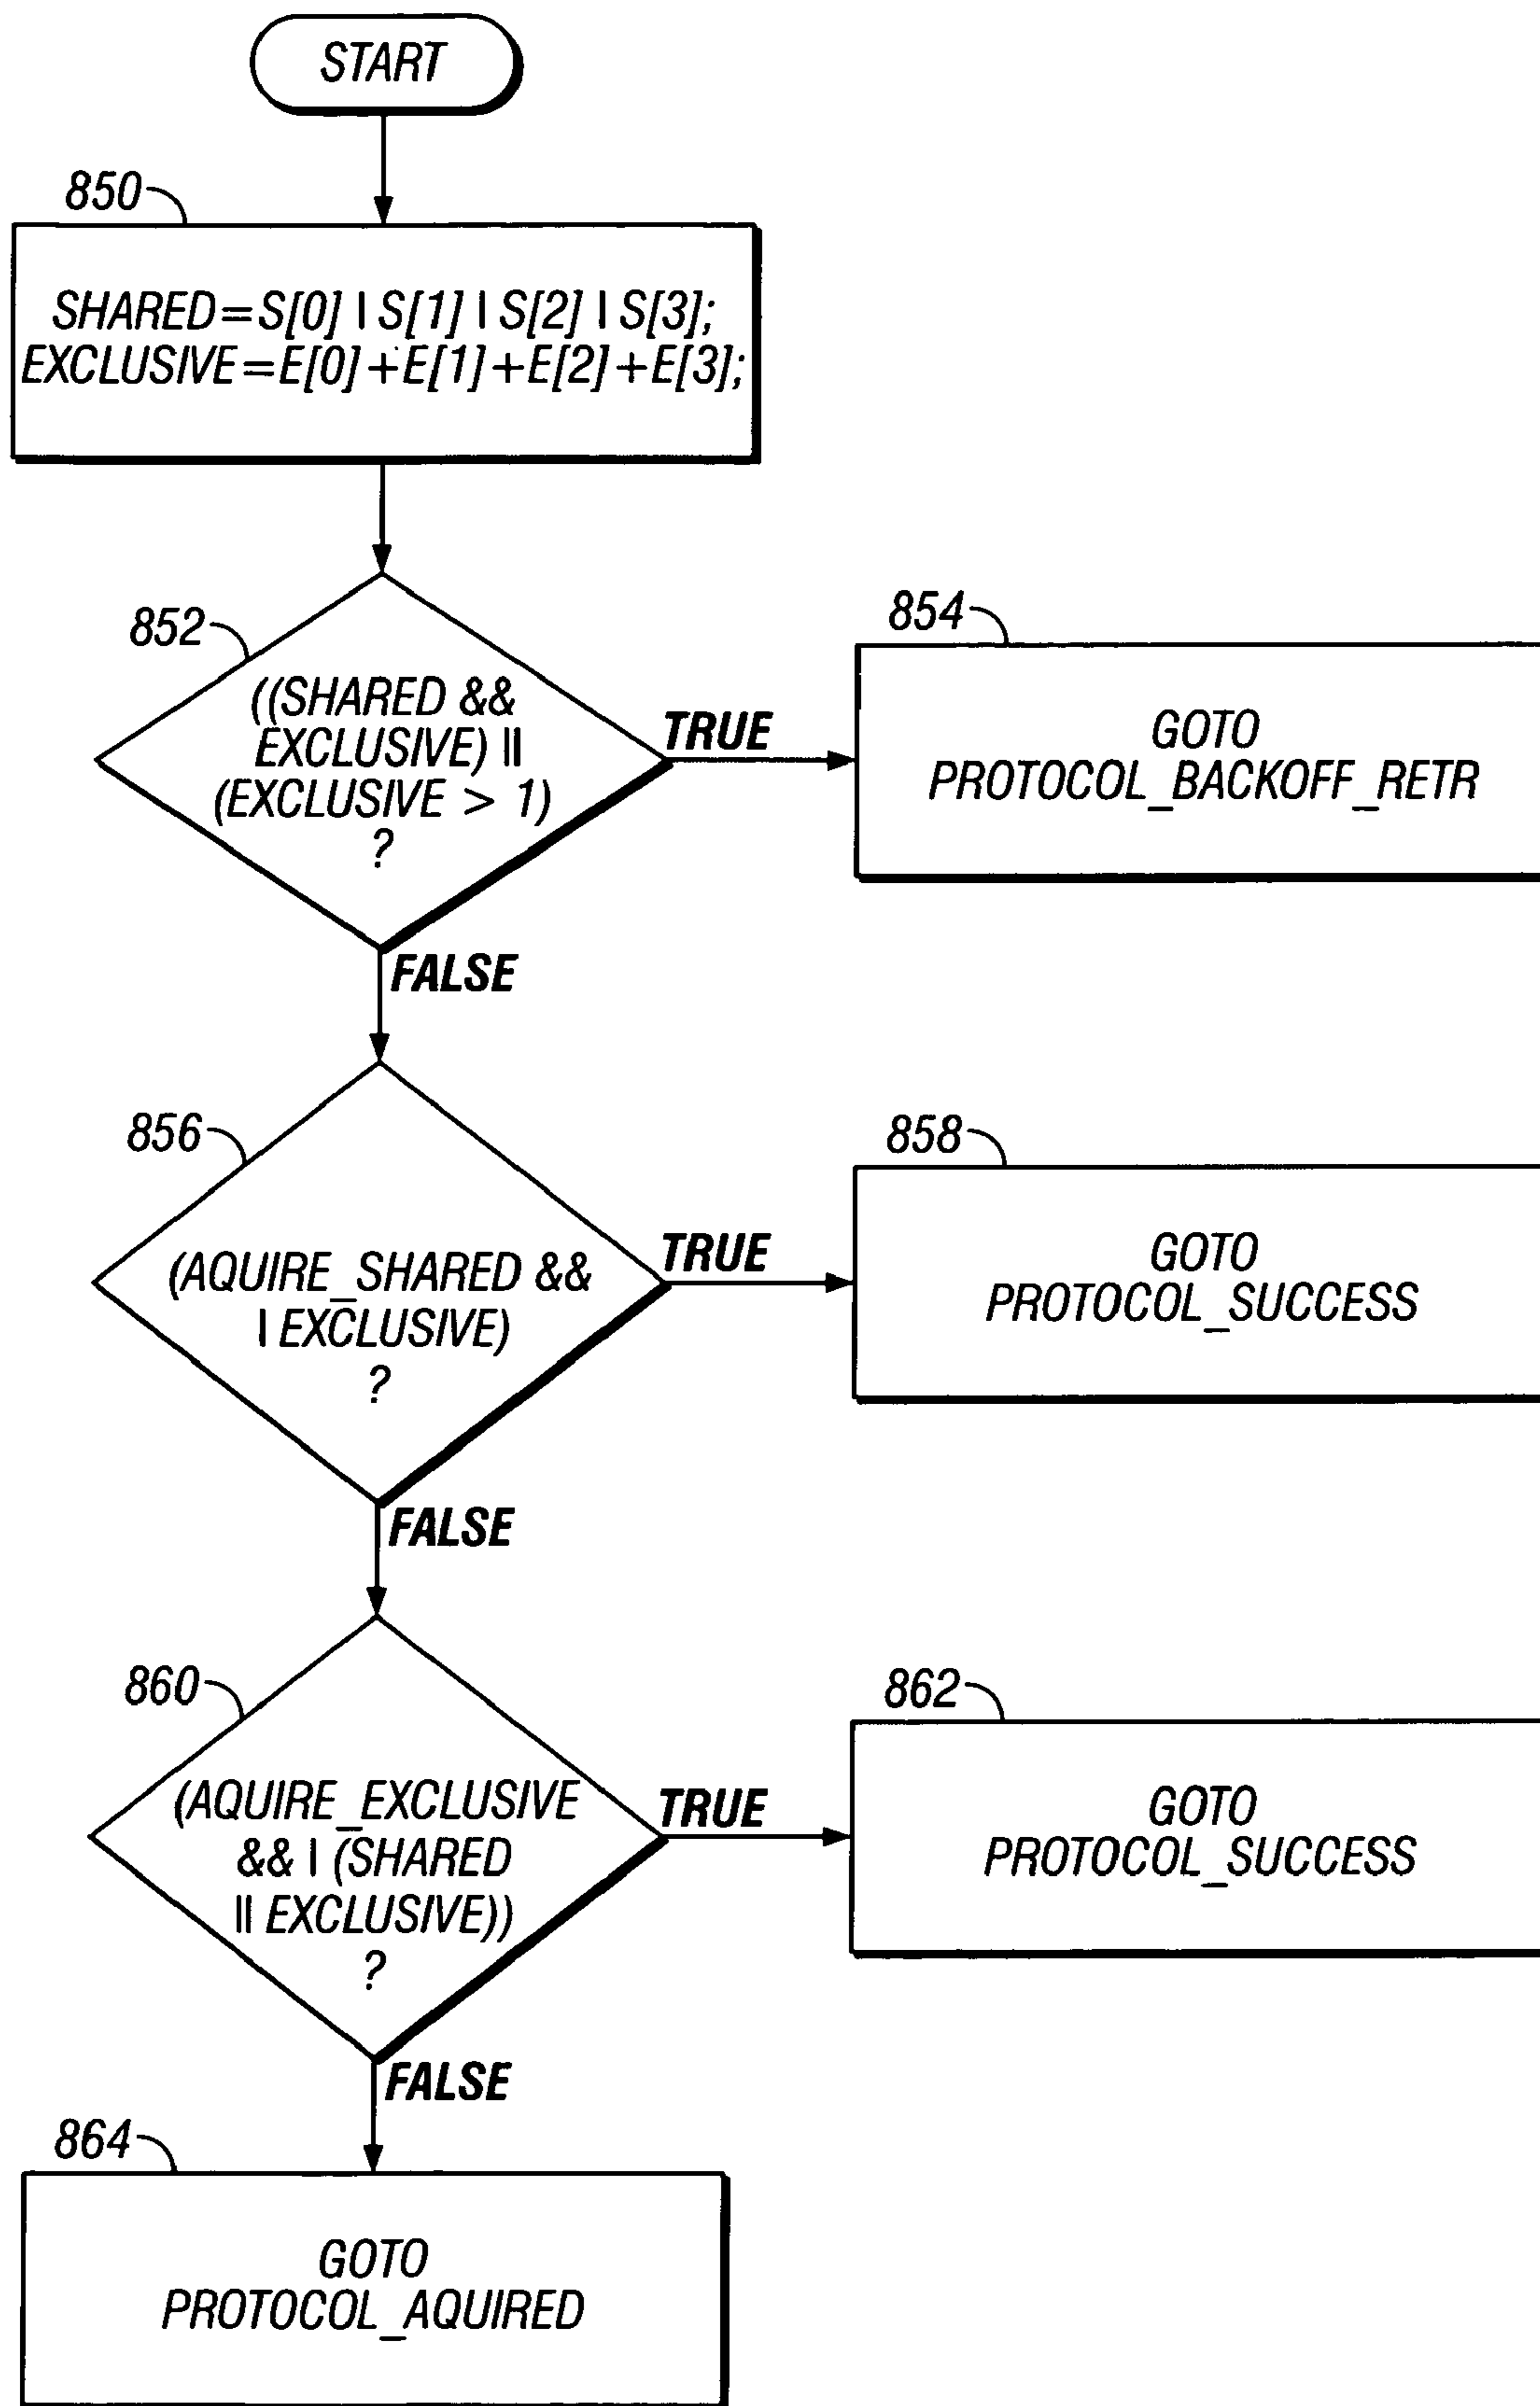 START
850
SHARED=S[0] | S[1] | S[2] | S[3];
EXCLUSIVE=E[0]+E[1]+E[2]+E[3];
852
((SHARED &&
EXCLUSIVE) ||
(EXCLUSIVE > 1)
?
TRUE
854
GOTO
PROTOCOL_BACKOFF_RETR
FALSE
856
(AQUIRE_SHARED &&
| EXCLUSIVE)
?
TRUE
858
GOTO
PROTOCOL_SUCCESS
FALSE
860
(AQUIRE_EXCLUSIVE
&& | (SHARED
|| EXCLUSIVE))
?
TRUE
862
GOTO
PROTOCOL_SUCCESS
FALSE
864
GOTO
PROTOCOL_AQUIRED